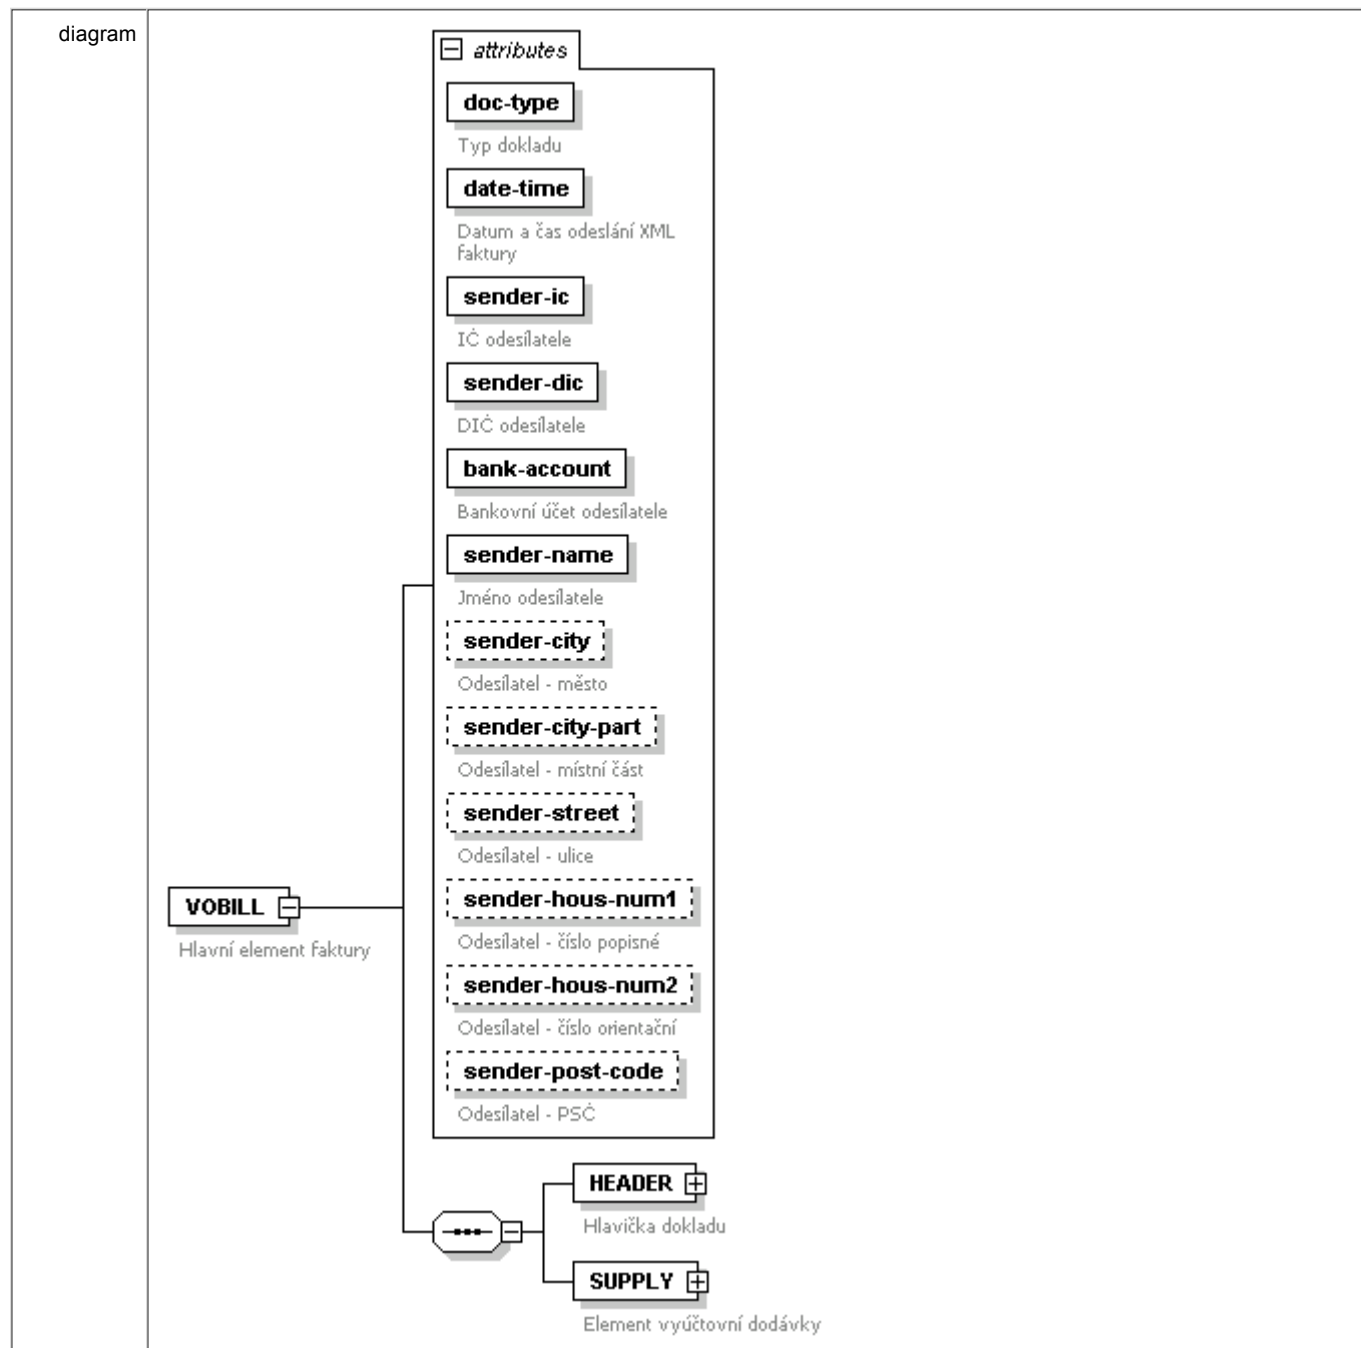 diagram
attributes
doc-type
Typ dokladu
date-time
Datum a čas odeslání XML
faktury
sender-ic
IČ odesílatele
sender-dic
DIČ odesílatele
bank-account
Bankovní účet odesílatele
sender-name
Jméno odesílatele
sender-city
Odesílatel - město
sender-city-part
Odesílatel - místní část
sender-street
Odesílatel - ulice
sender-hous-num1
Odesílatel - číslo popisné
sender-hous-num2
Odesílatel - číslo orientační
sender-post-code
Odesílatel - PSČ
VOBILL
Hlavní element faktury
HEADER
Hlavička dokladu
SUPPLY
Element vyúčtovní dodávky